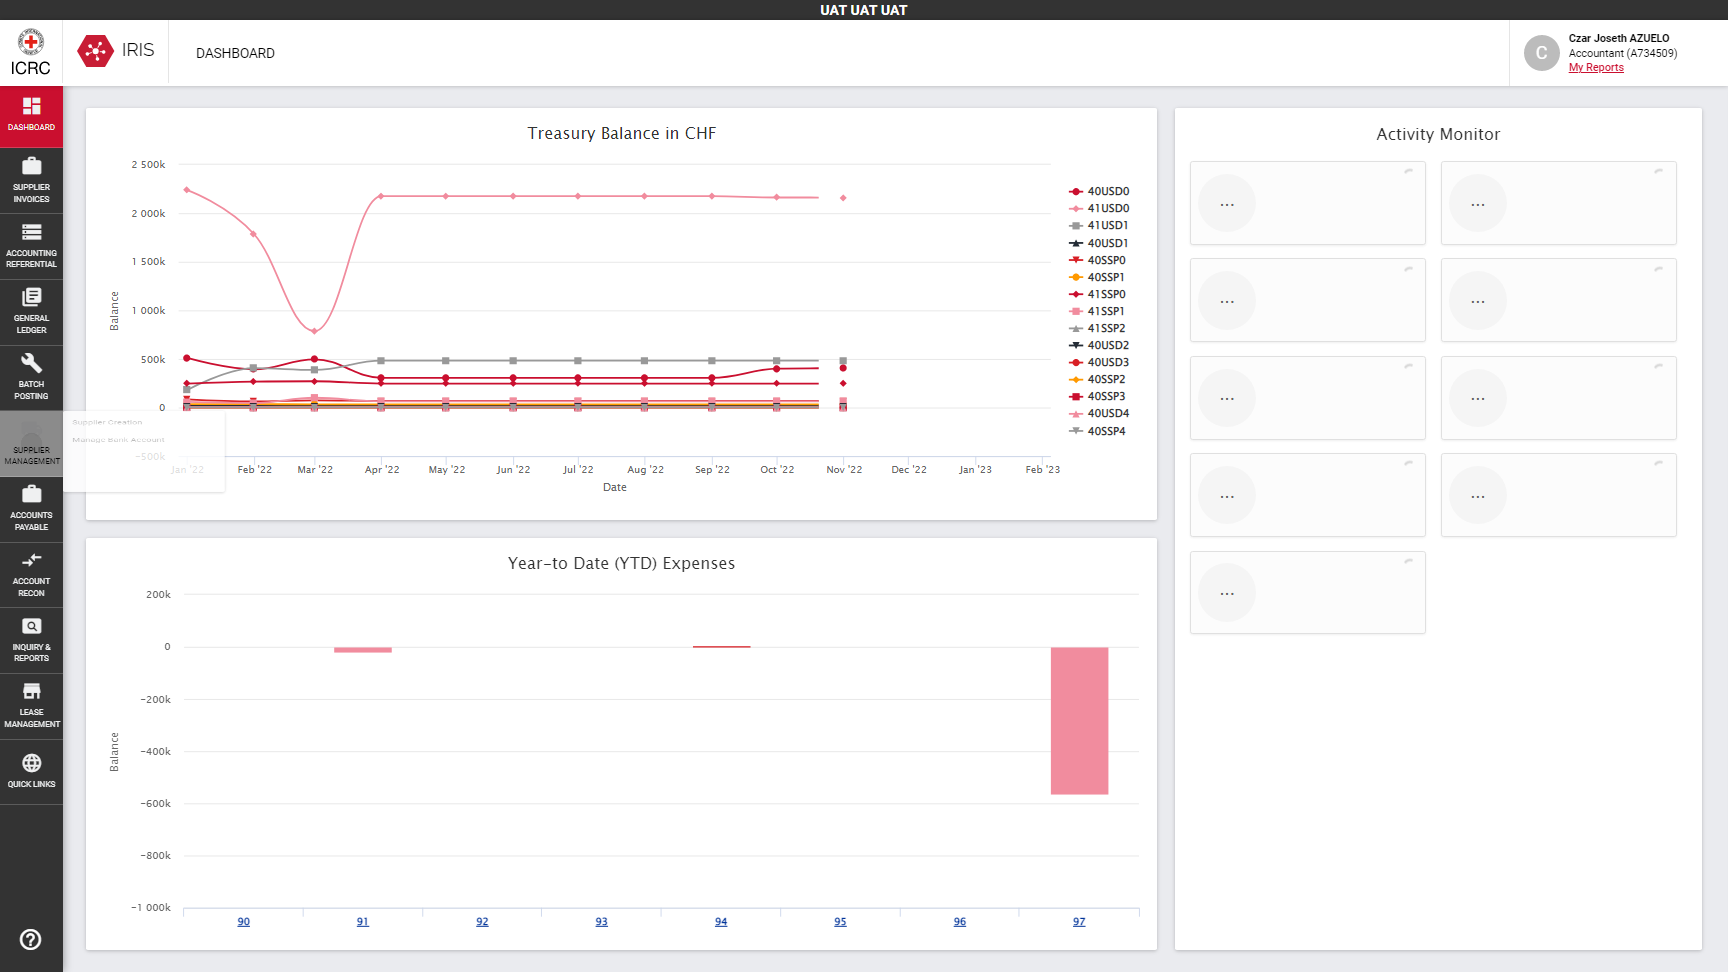 UAT UAT UAT
ICRC
IRIS
DASHBOARD
C
Czar Joseth AZUELO
Accountant (A734509)
My Reports
DASHBOARD
SUPPLIER
INVOICES
ACCOUNTING
REFERENTIAL
GENERAL
LEDGER
BATCH
POSTING
SUPPLIER
MANAGEMENT
Supplier Creation
Manage Bank Account
ACCOUNTS
PAYABLE
ACCOUNT
RECON
INQUIRY &
REPORTS
LEASE
MANAGEMENT
QUICK LINKS
Treasury Balance in CHF
Balance
2 500k
2 000k
1 500k
1 000k
500k
0
-500k
Jan '22
Feb '22
Mar '22
Apr '22
May '22
Jun '22
Jul '22
Aug '22
Sep '22
Oct '22
Nov '22
Dec '22
Jan '23
Feb '23
Date
40USD0
41USD0
41USD1
40USD1
40SSP0
40SSP1
41SSP0
41SSP1
41SSP2
40USD2
40USD3
40SSP2
40SSP3
40USD4
40SSP4
Year-to Date (YTD) Expenses
Balance
200k
0
-200k
-400k
-600k
-800k
-1 000k
90
91
92
93
94
95
96
97
Activity Monitor
...
...
...
...
...
...
...
...
...